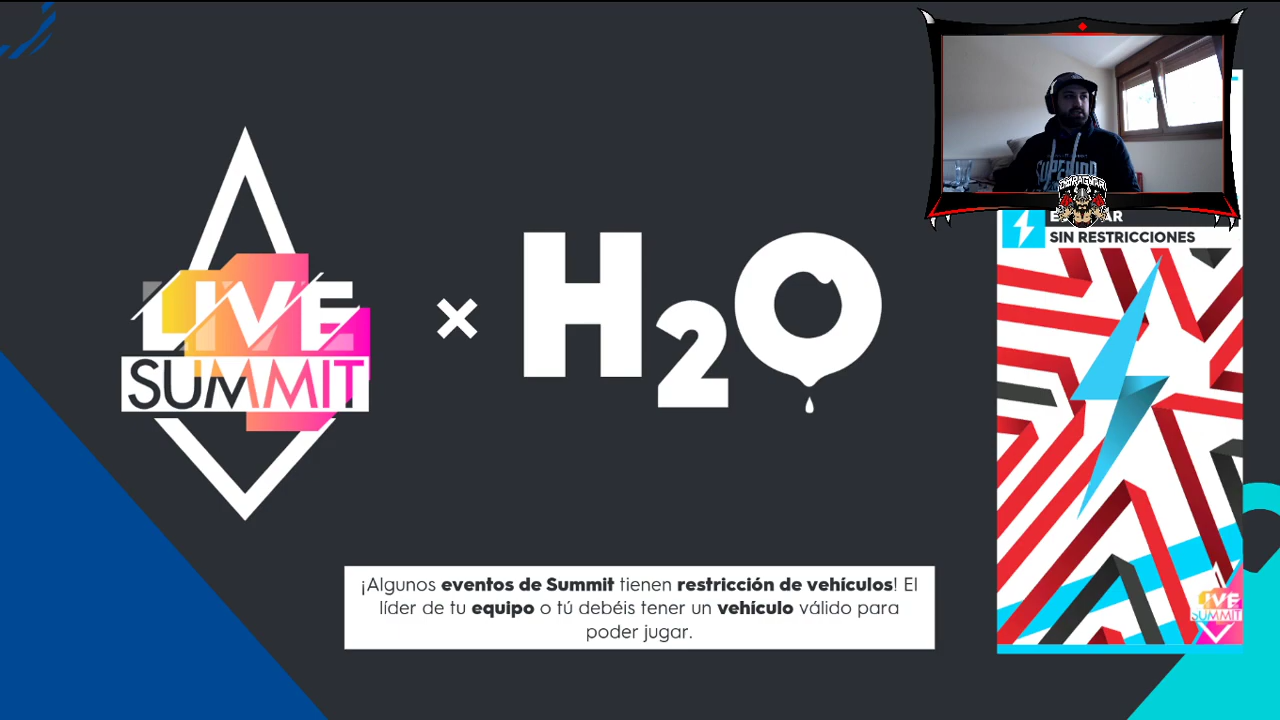 LIVE
SUMMIT
×
H2O
SUPERIOR
SIN RESTRICCIONES
LIVE
SUMMIT
¡Algunos eventos de Summit tienen restricción de vehículos! El
líder de tu equipo o tú debéis tener un vehículo válido para
poder jugar.